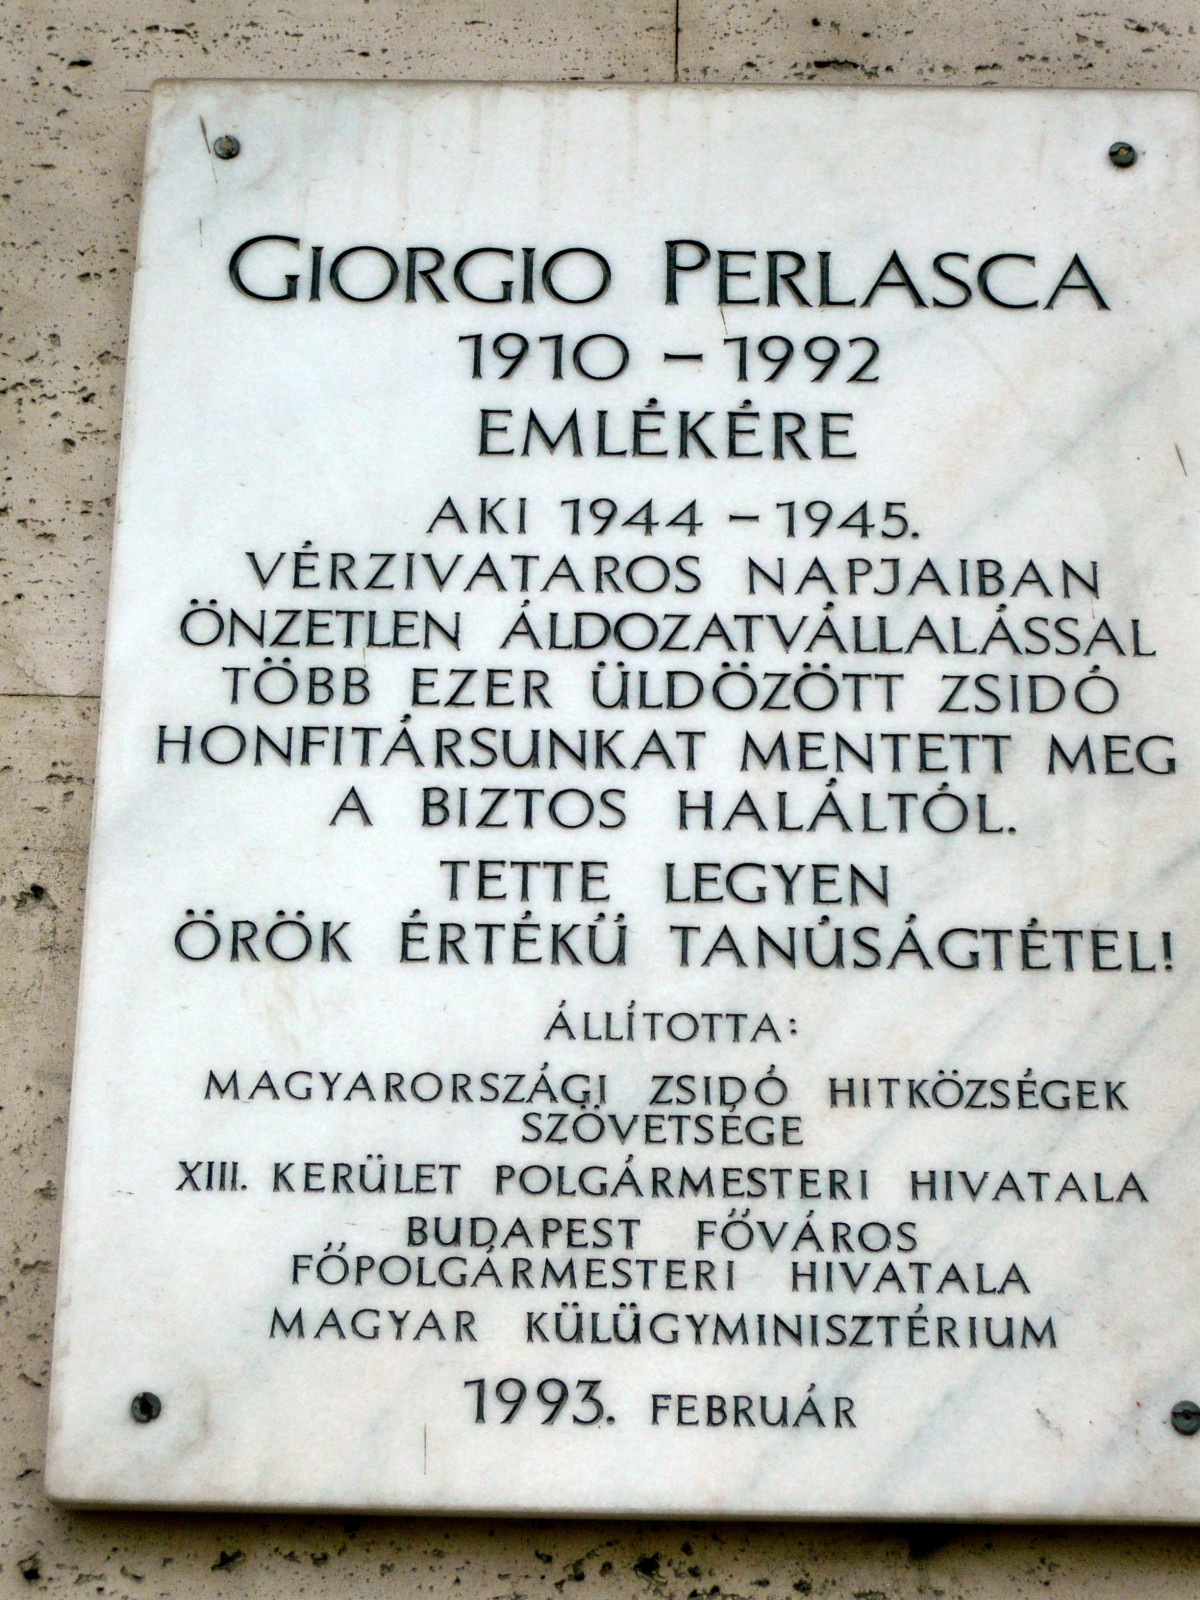 GIORGIO PERLASCA
1910 – 1992
EMLÉKÉRE
AKI 1944 – 1945.
VÉRZIVATAROS NAPJAIBAN
ÖNZETLEN ÁLDOZATVÁLLALÁSSAL
TÖBB EZER ÜLDÖZÖTT ZSIDÓ
HONFITÁRSUNKAT MENTETT MEG
A BIZTOS HALÁLTÓL.
TETTE LEGYEN
ÖRÖK ÉRTÉKŰ TANÚSÁGTÉTEL!
ÁLLÍTOTTA:
MAGYARORSZÁGI ZSIDÓ HITKÖZSÉGEK
SZÖVETSÉGE
XIII. KERÜLET POLGÁRMESTERI HIVATALA
BUDAPEST FŐVÁROS
FŐPOLGÁRMESTERI HIVATALA
MAGYAR KÜLÜGYMINISZTÉRIUM
1993. FEBRUÁR